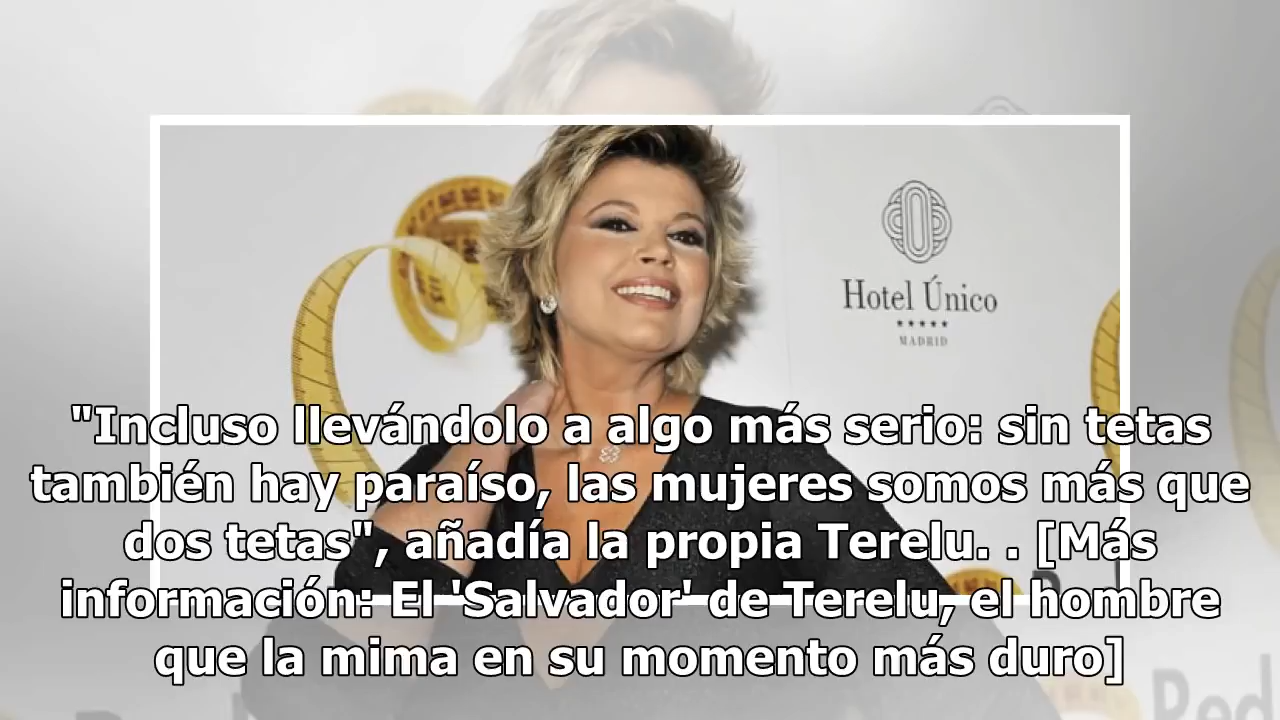 Hotel Único
MADRID
"Incluso llevándolo a algo más serio: sin tetas
también hay paraíso, las mujeres somos más que
dos tetas", añadía la propia Terelu. . [Más
información: El 'Salvador' de Terelu, el hombre
que la mima en su momento más duro]
Red